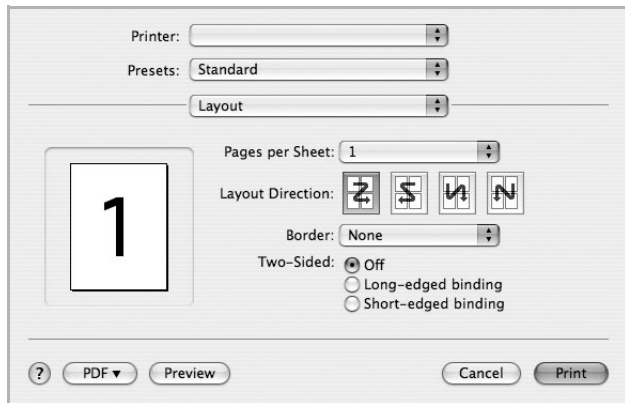 Printer:
Presets: Standard
Layout
Pages per Sheet: 1
Layout Direction:
Border: None
Two-Sided: Off
Long-edged binding
Short-edged binding
1
? PDF▼ Preview Cancel Print